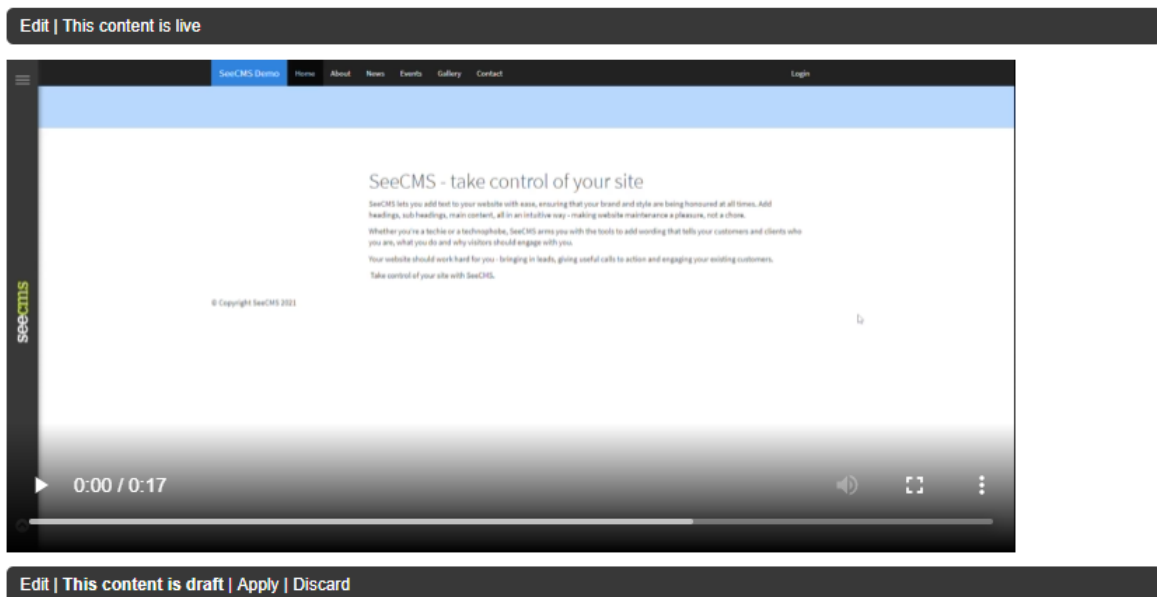 Edit | This content is live
SeeCMS Demo Home About News Events Gallery Contact Login
SeeCMS - take control of your site
SeeCMS lets you add text to your website with ease, ensuring that your brand and style are being honoured at all times. Add
headings, sub headings, main content, all in an intuitive way - making website maintenance a pleasure, not a chore.
Whether you're a techie or a technophobe, SeeCMS arms you with the tools to add wording that tells your customers and clients who
you are, what you do and why visitors should engage with you.
Your website should work hard for you - bringing in leads, giving useful calls to action and engaging your existing customers.
Take control of your site with SeeCMS.
© Copyright SeeCMS 2021
seecms
0:00 / 0:17
Edit | This content is draft | Apply | Discard